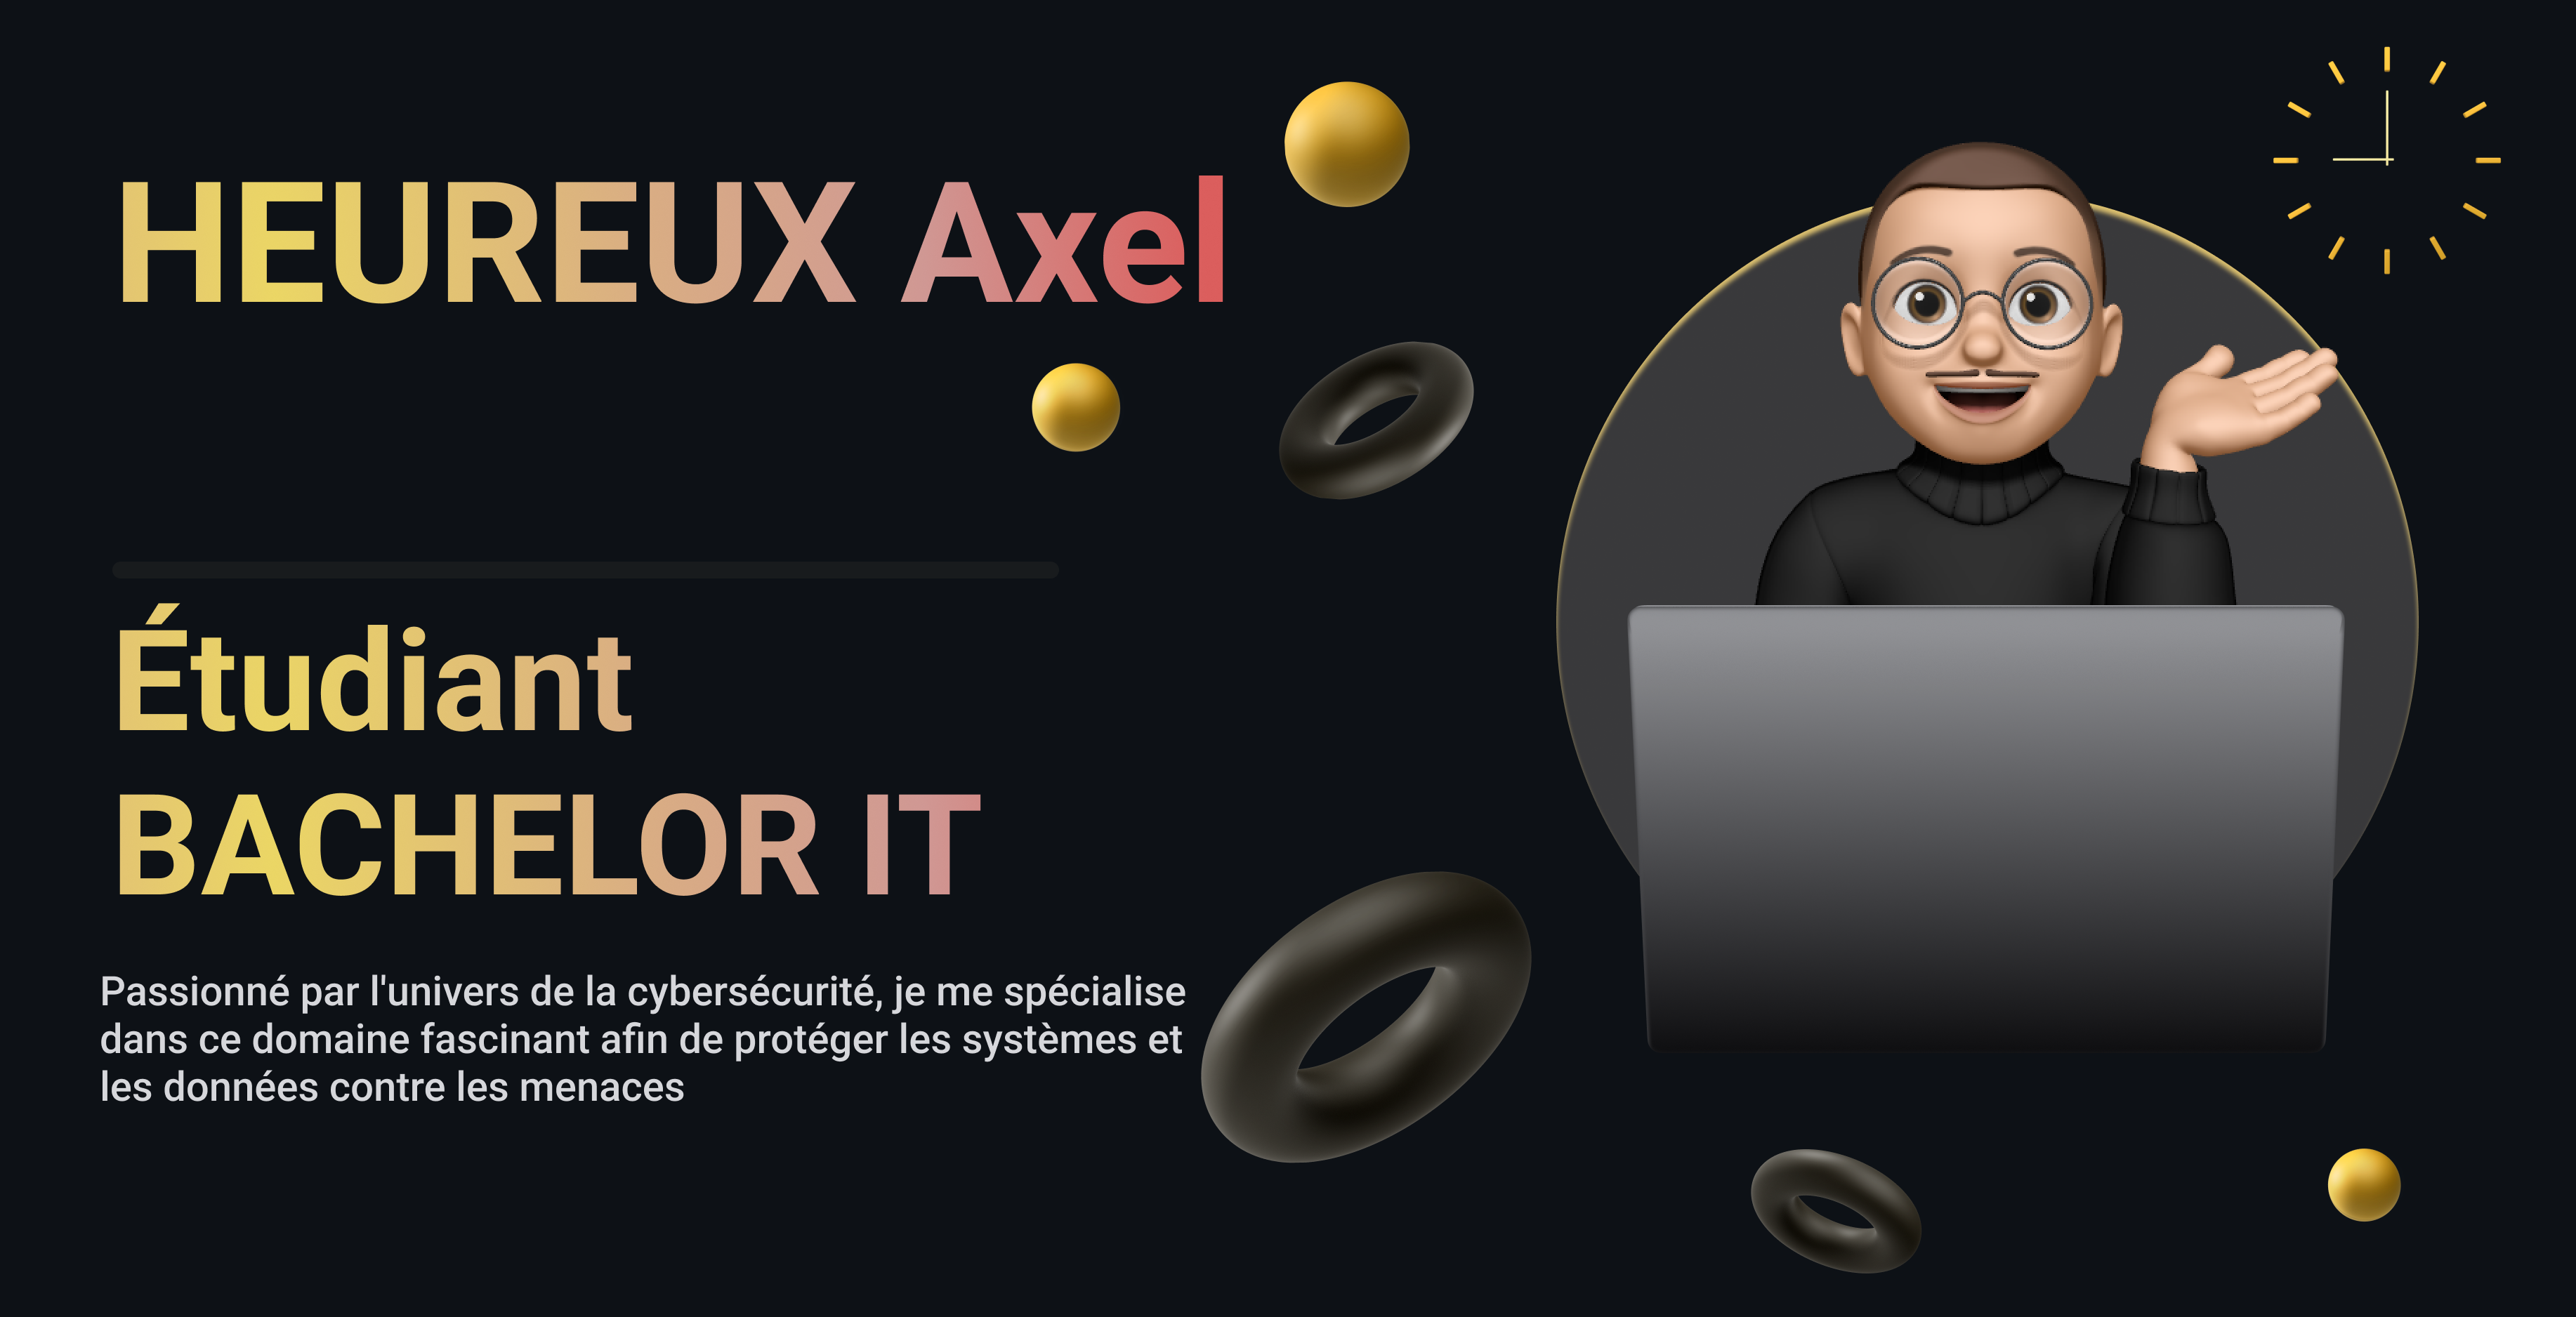 HEUREUX Axel
Étudiant
BACHELOR IT
Passionné par l'univers de la cybersécurité, je me spécialise
dans ce domaine fascinant afin de protéger les systèmes et
les données contre les menaces